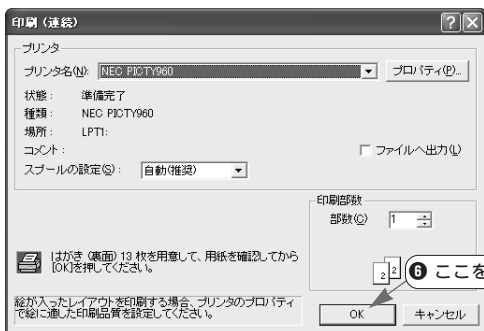 印刷 (連続)
プリンタ
プリンタ名(N): NEC PICTY960 プロパティ(P)...
状態: 準備完了
種類: NEC PICTY960
場所: LPT1:
コメント: ファイルへ出力(L)
スプールの設定(S): 自動(推奨)
印刷部数
部数(C) 1
はがき (裏面) 13 枚を用意して、用紙を確認してから
[OK]を押してください。
2 2
❻ ここを
絵が入ったレイアウトを印刷する場合、プリンタのプロパティ
で絵に適した印刷品質を設定してください。
OK キャンセル